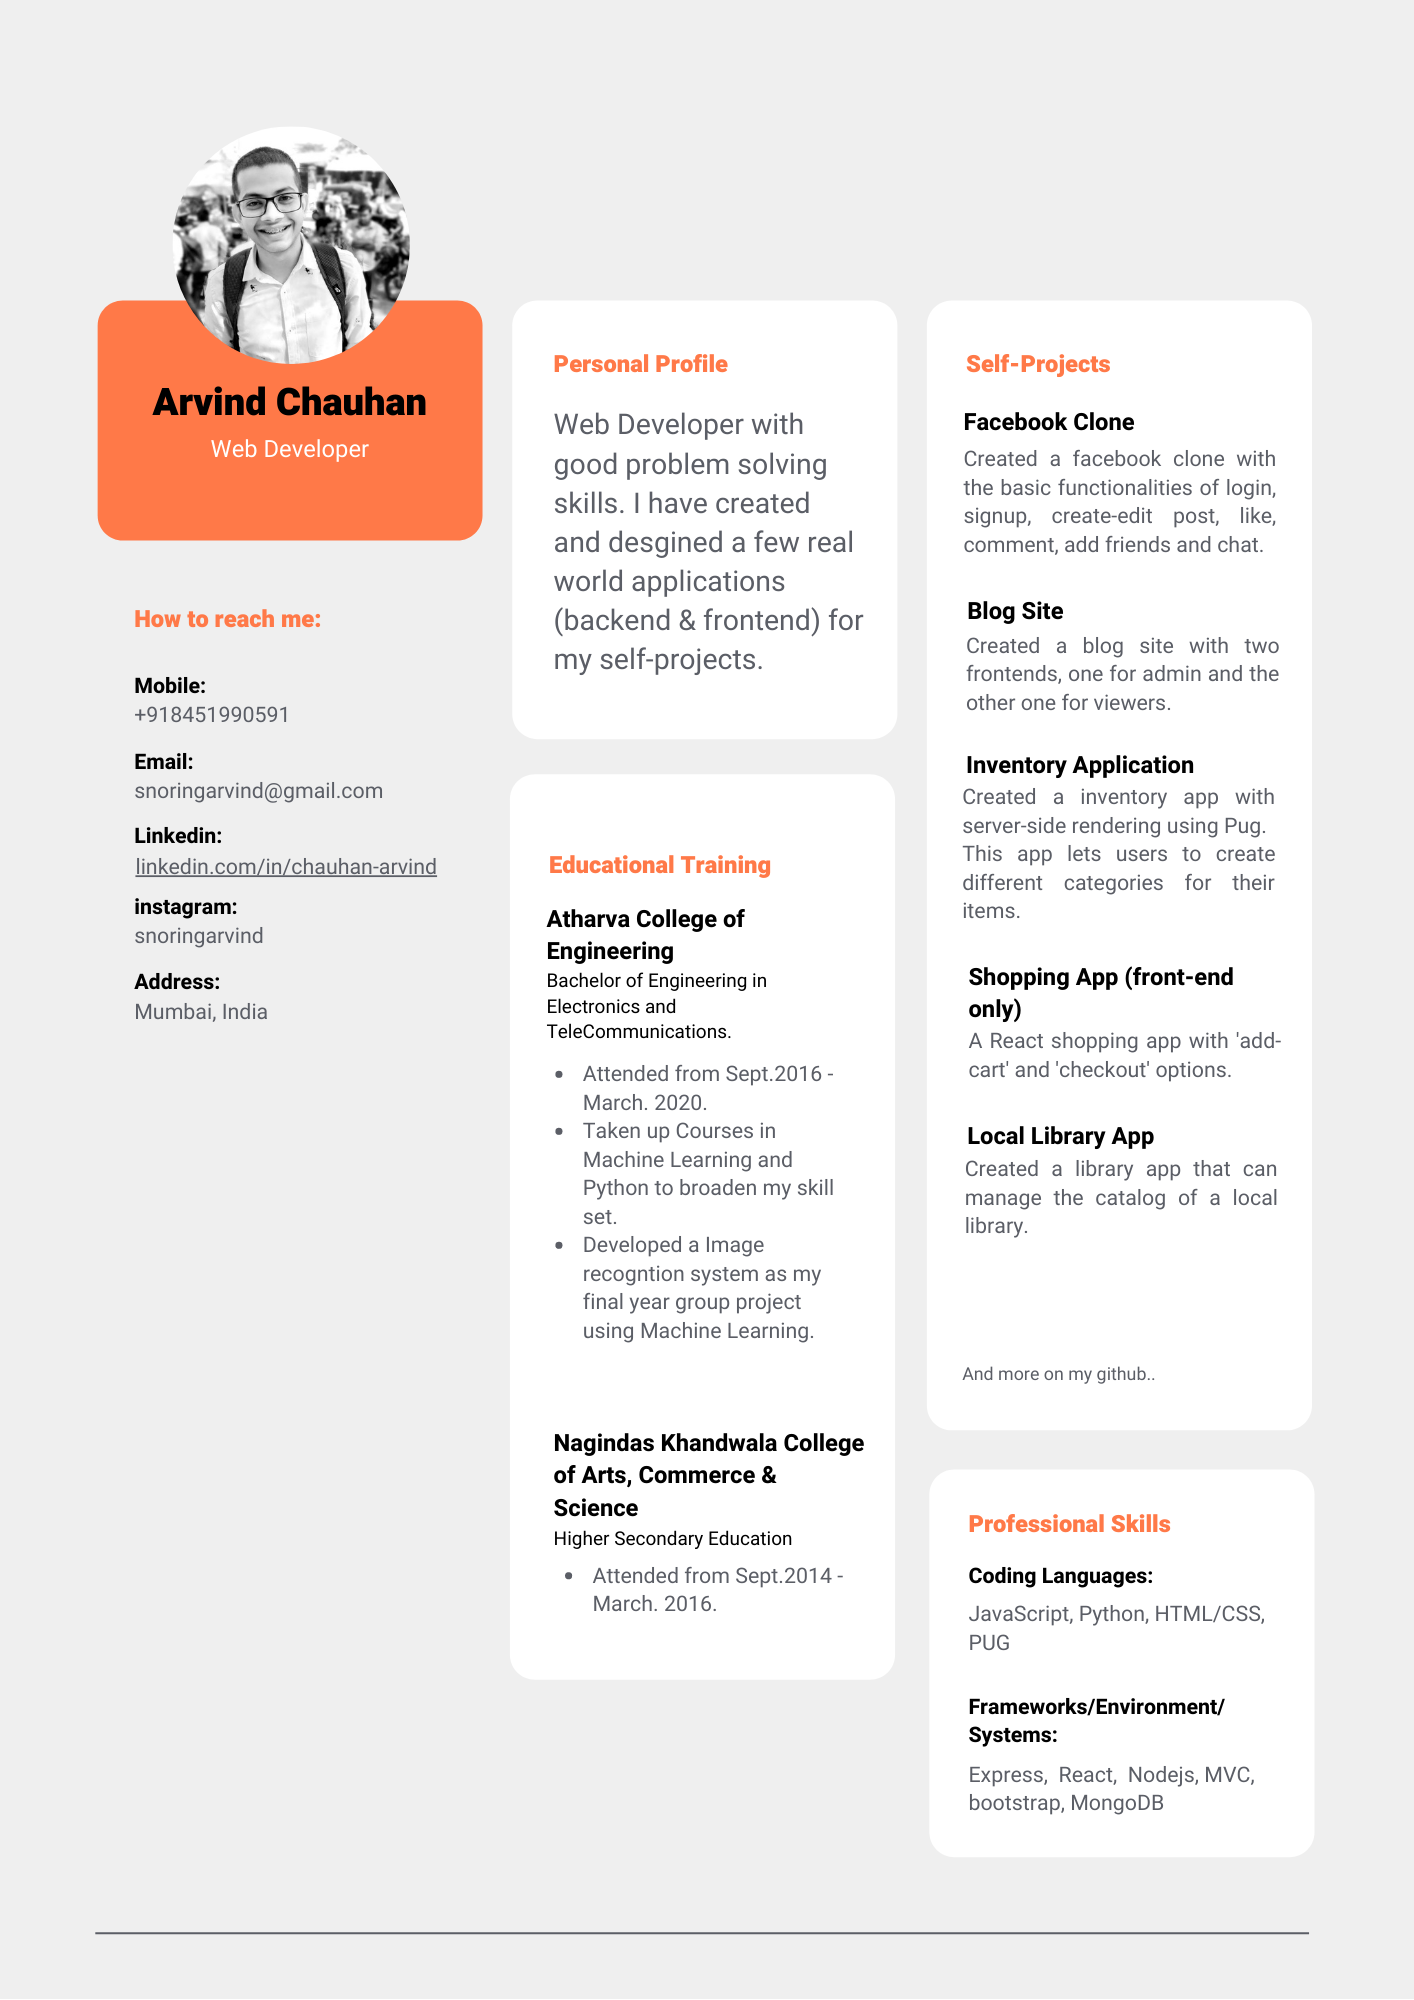 Arvind Chauhan
Web Developer
How to reach me:
Mobile:
+918451990591
Email:
snoringarvind@gmail.com
Linkedin:
linkedin.com/in/chauhan-arvind
instagram:
snoringarvind
Address:
Mumbai, India
Personal Profile
Web Developer with
good problem solving
skills. I have created
and desgined a few real
world applications
(backend & frontend) for
my self-projects.
Educational Training
Atharva College of
Engineering
Bachelor of Engineering in
Electronics and
TeleCommunications.
• Attended from Sept.2016 -
March. 2020.
• Taken up Courses in
Machine Learning and
Python to broaden my skill
set.
• Developed a Image
recogntion system as my
final year group project
using Machine Learning.
Nagindas Khandwala College
of Arts, Commerce &
Science
Higher Secondary Education
• Attended from Sept.2014 -
March. 2016.
Self-Projects
Facebook Clone
Created a facebook clone with
the basic functionalities of login,
signup, create-edit post, like,
comment, add friends and chat.
Blog Site
Created a blog site with two
frontends, one for admin and the
other one for viewers.
Inventory Application
Created a inventory app with
server-side rendering using Pug.
This app lets users to create
different categories for their
items.
Shopping App (front-end
only)
A React shopping app with 'add-
cart' and 'checkout' options.
Local Library App
Created a library app that can
manage the catalog of a local
library.
And more on my github..
Professional Skills
Coding Languages:
JavaScript, Python, HTML/CSS,
PUG
Frameworks/Environment/
Systems:
Express, React, Nodejs, MVC,
bootstrap, MongoDB